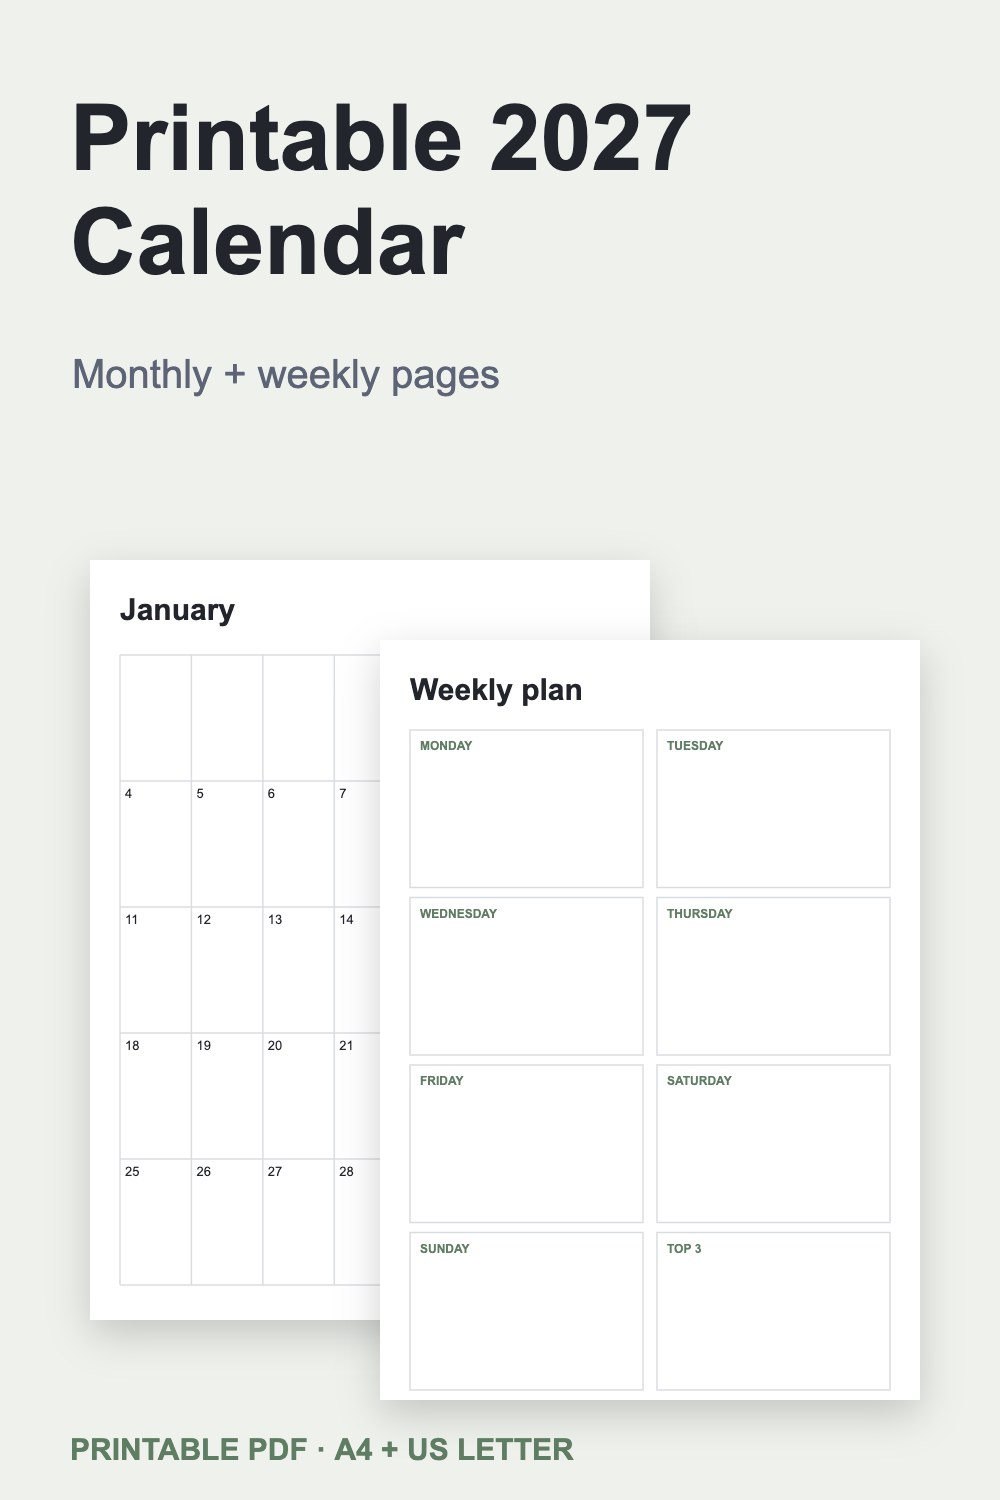 Printable 2027
Calendar
Monthly + weekly pages
January
4 5 6 7
11 12 13 14
18 19 20 21
25 26 27 28
Weekly plan
MONDAY TUESDAY
WEDNESDAY THURSDAY
FRIDAY SATURDAY
SUNDAY TOP 3
PRINTABLE PDF · A4 + US LETTER